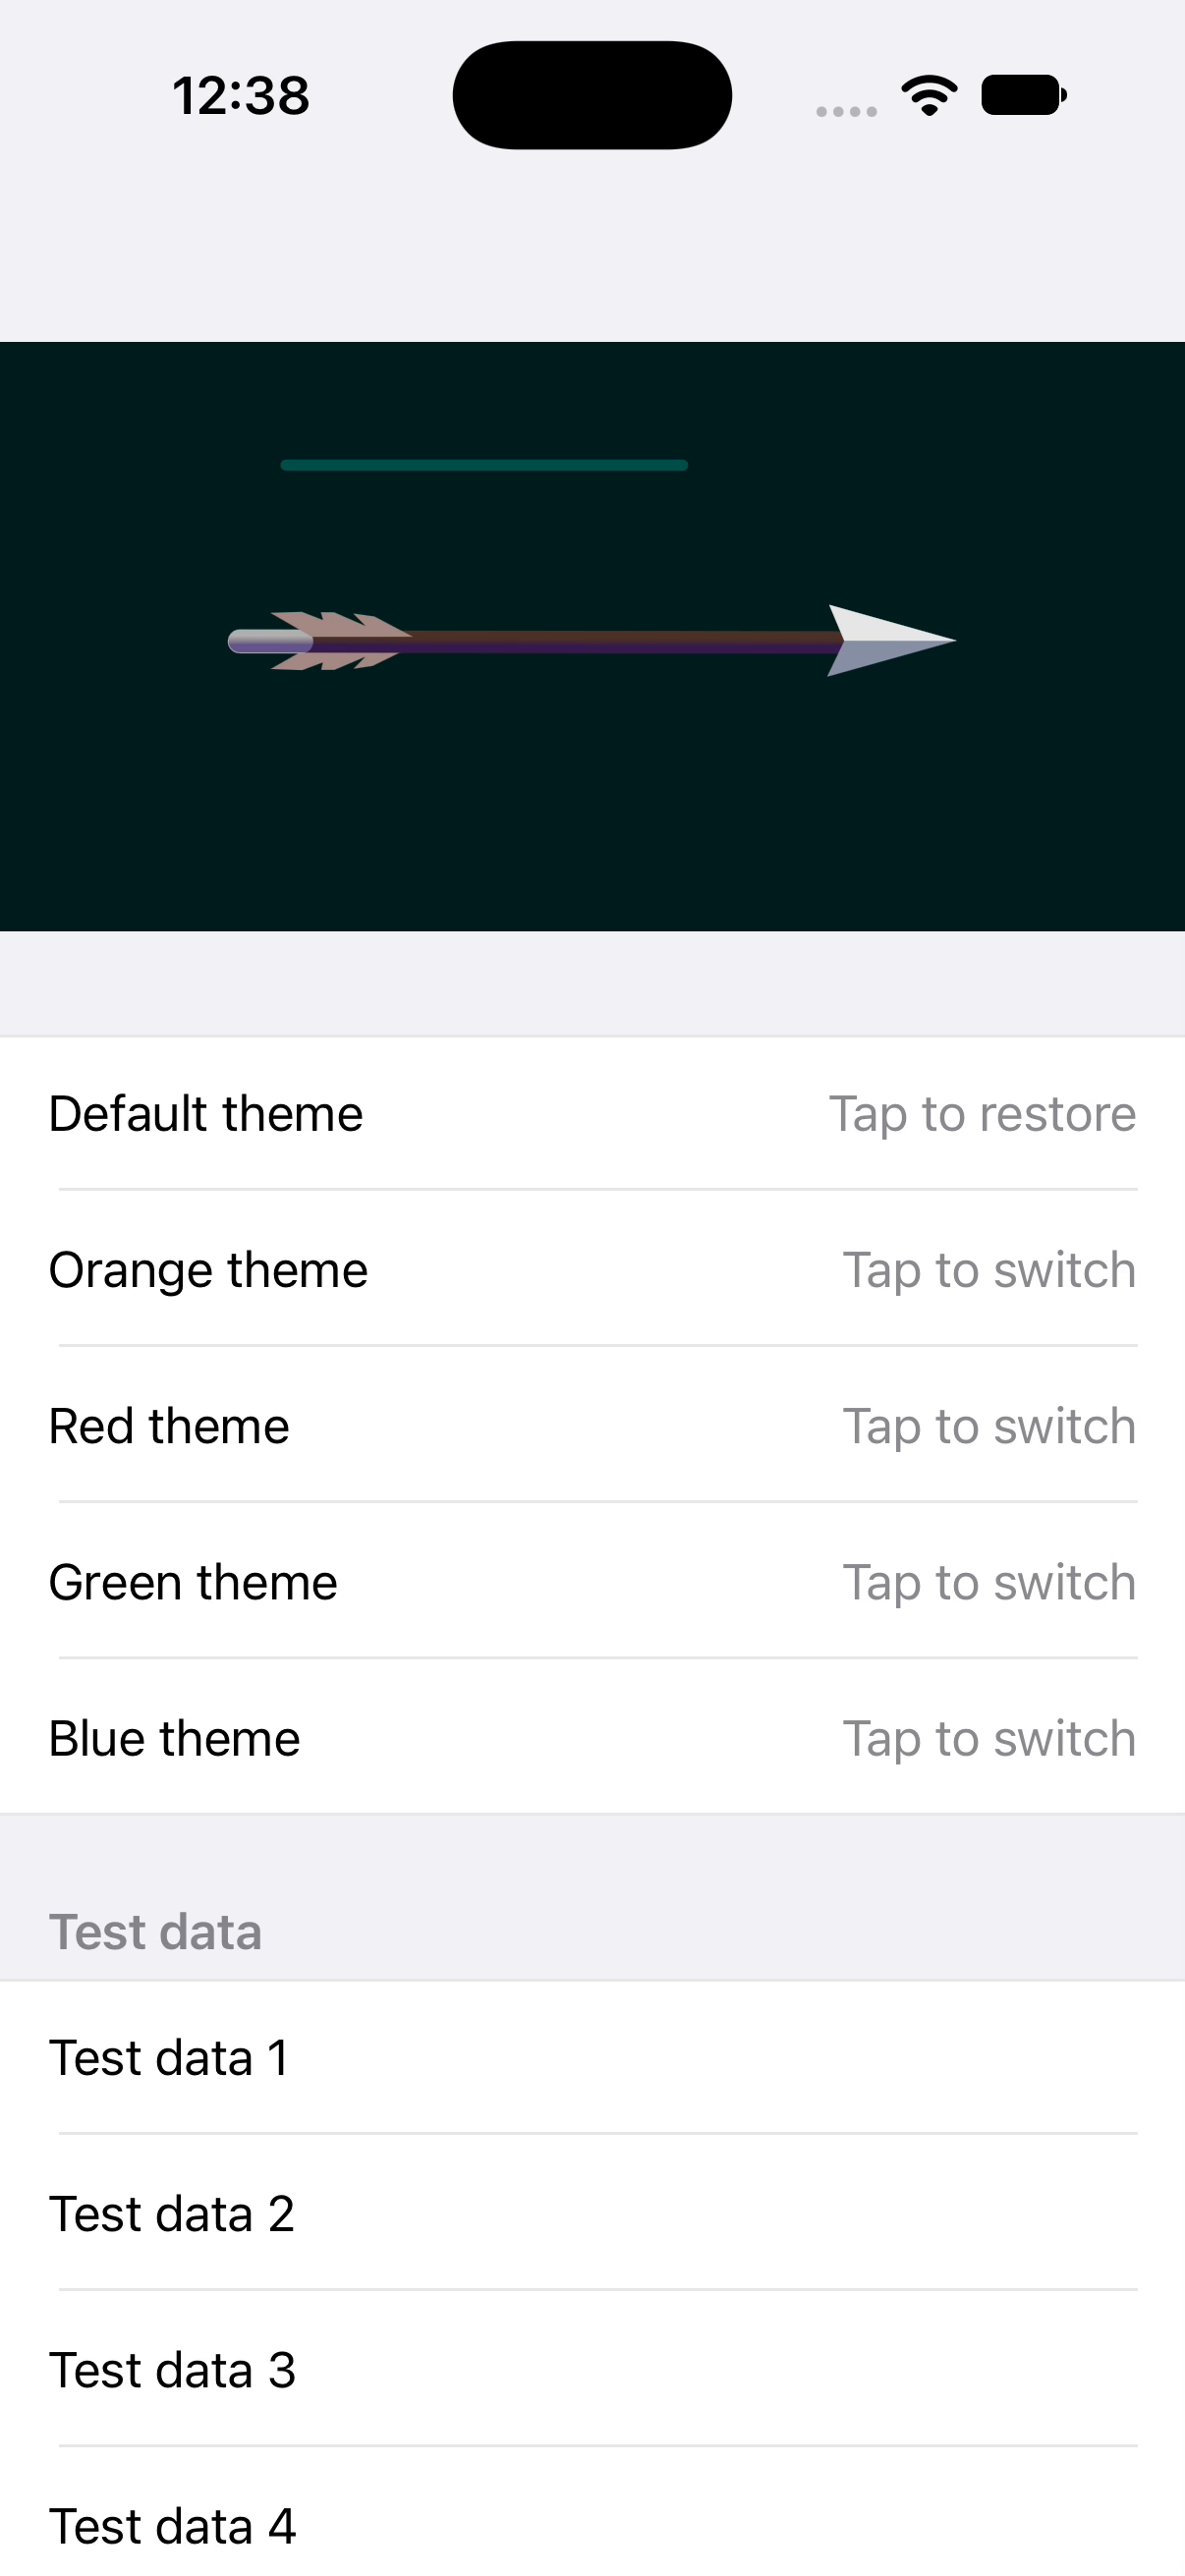 12:38
Default theme Tap to restore
Orange theme Tap to switch
Red theme Tap to switch
Green theme Tap to switch
Blue theme Tap to switch
Test data
Test data 1
Test data 2
Test data 3
Test data 4